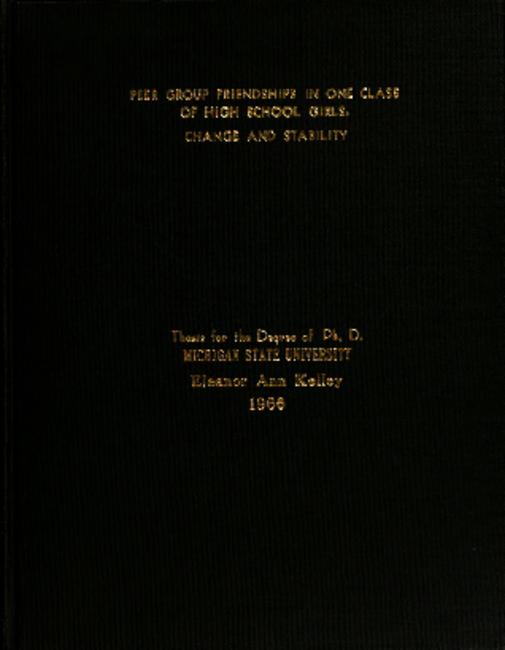 PEER GROUP FRIENDSHIPS IN ONE CLASS
OF HIGH SCHOOL GIRLS:
CHANGE AND STABILITY
Thesis for the Degree of Ph. D.
MICHIGAN STATE UNIVERSITY
Eleanor Ann Kelley
1966